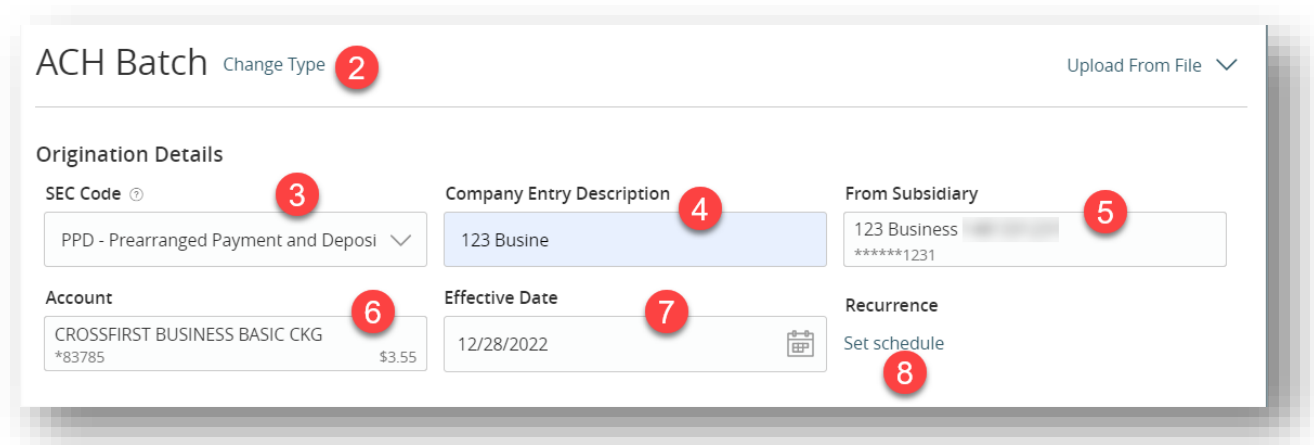 ACH Batch Change Type 2 Upload From File
Origination Details
SEC Code ? 3 Company Entry Description 4 From Subsidiary 5
PPD - Prearranged Payment and Deposi 123 Busine 123 Business
******1231
Account 6 Effective Date 7 Recurrence
CROSSFIRST BUSINESS BASIC CKG 12/28/2022 Set schedule
*83785 $3.55 8